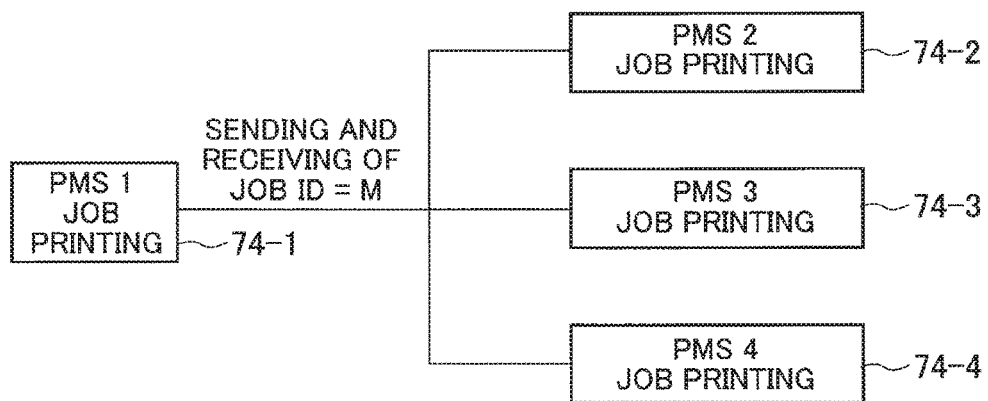 PMS 2
JOB PRINTING
74-2
SENDING AND
RECEIVING OF
JOB ID = M
PMS 1
JOB
PRINTING
74-1
PMS 3
JOB PRINTING
74-3
PMS 4
JOB PRINTING
74-4